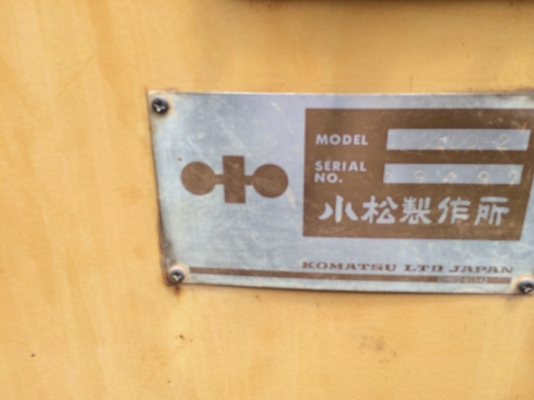 MODEL
SERIAL
NO.
小松製作所
KOMATSU LTD JAPAN